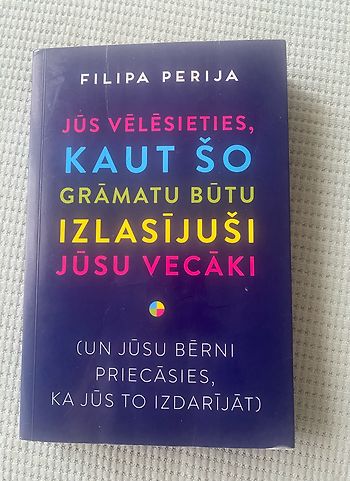 FILIPA PERIJA
JŪS VĒLĒSIETIES,
KAUT ŠO
GRĀMATU BŪTU
IZLASĪJUŠI
JŪSU VECĀKI
(UN JŪSU BĒRNI
PRIECĀSIES,
KA JŪS TO IZDARĪJĀT)